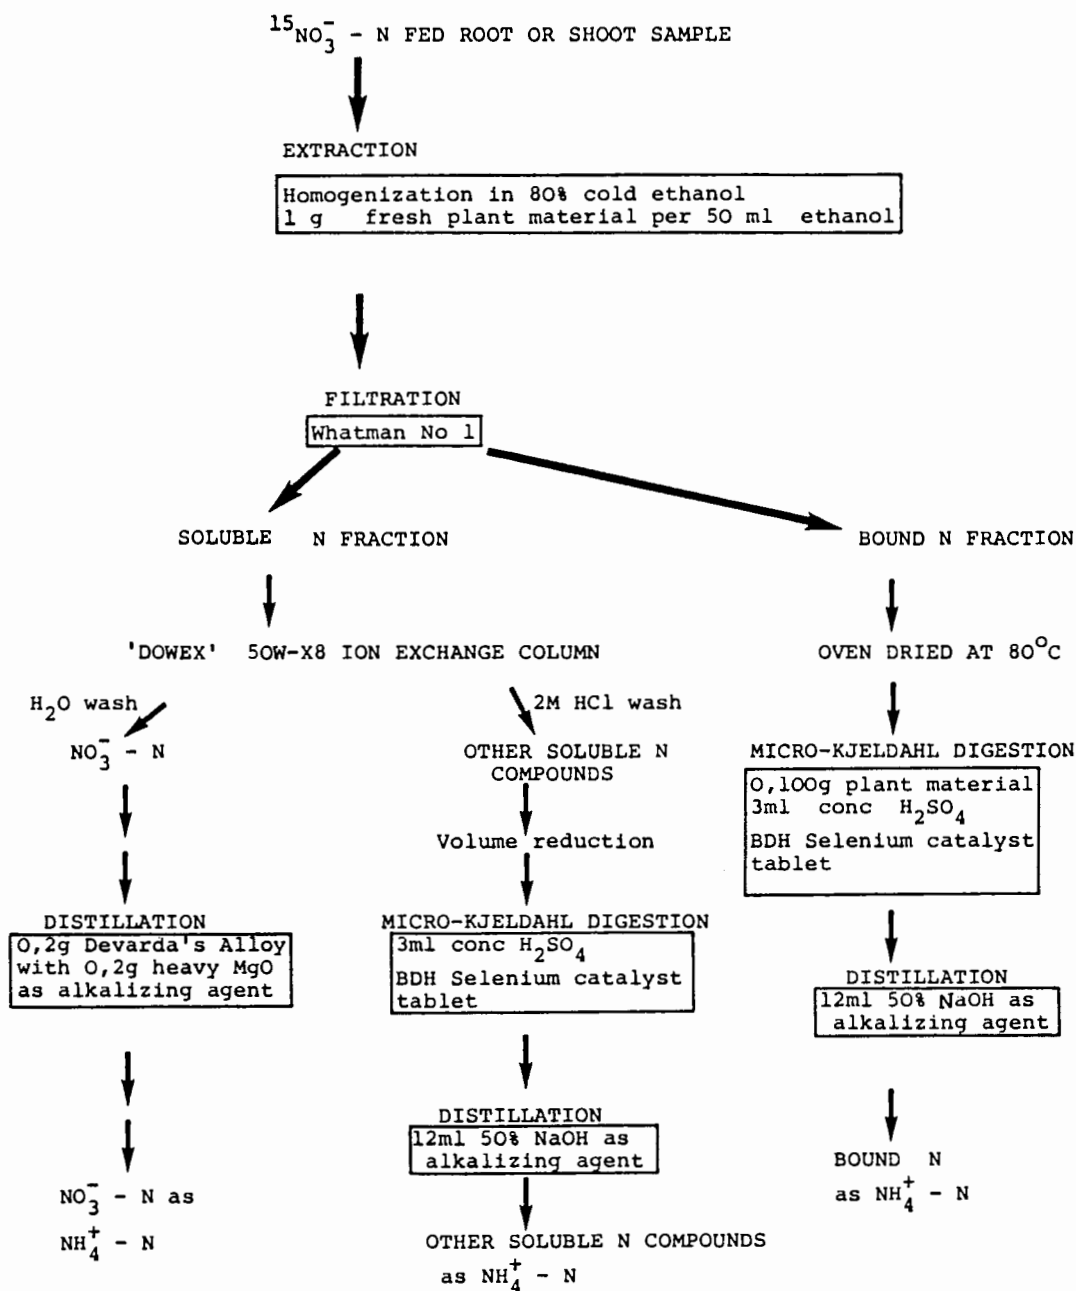 ¹⁵NO₃⁻ - N FED ROOT OR SHOOT SAMPLE
EXTRACTION
Homogenization in 80% cold ethanol
1 g fresh plant material per 50 ml ethanol
FILTRATION
Whatman No 1
SOLUBLE N FRACTION
BOUND N FRACTION
'DOWEX' 50W-X8 ION EXCHANGE COLUMN
OVEN DRIED AT 80°C
H₂O wash
2M HCl wash
NO₃⁻ - N
OTHER SOLUBLE N
COMPOUNDS
MICRO-KJELDAHL DIGESTION
0,100g plant material
3ml conc H₂SO₄
BDH Selenium catalyst
tablet
Volume reduction
DISTILLATION
0,2g Devarda's Alloy
with 0,2g heavy MgO
as alkalizing agent
MICRO-KJELDAHL DIGESTION
3ml conc H₂SO₄
BDH Selenium catalyst
tablet
DISTILLATION
12ml 50% NaOH as
alkalizing agent
DISTILLATION
12ml 50% NaOH as
alkalizing agent
NO₃⁻ - N as
NH₄⁺ - N
OTHER SOLUBLE N COMPOUNDS
as NH₄⁺ - N
BOUND N
as NH₄⁺ - N